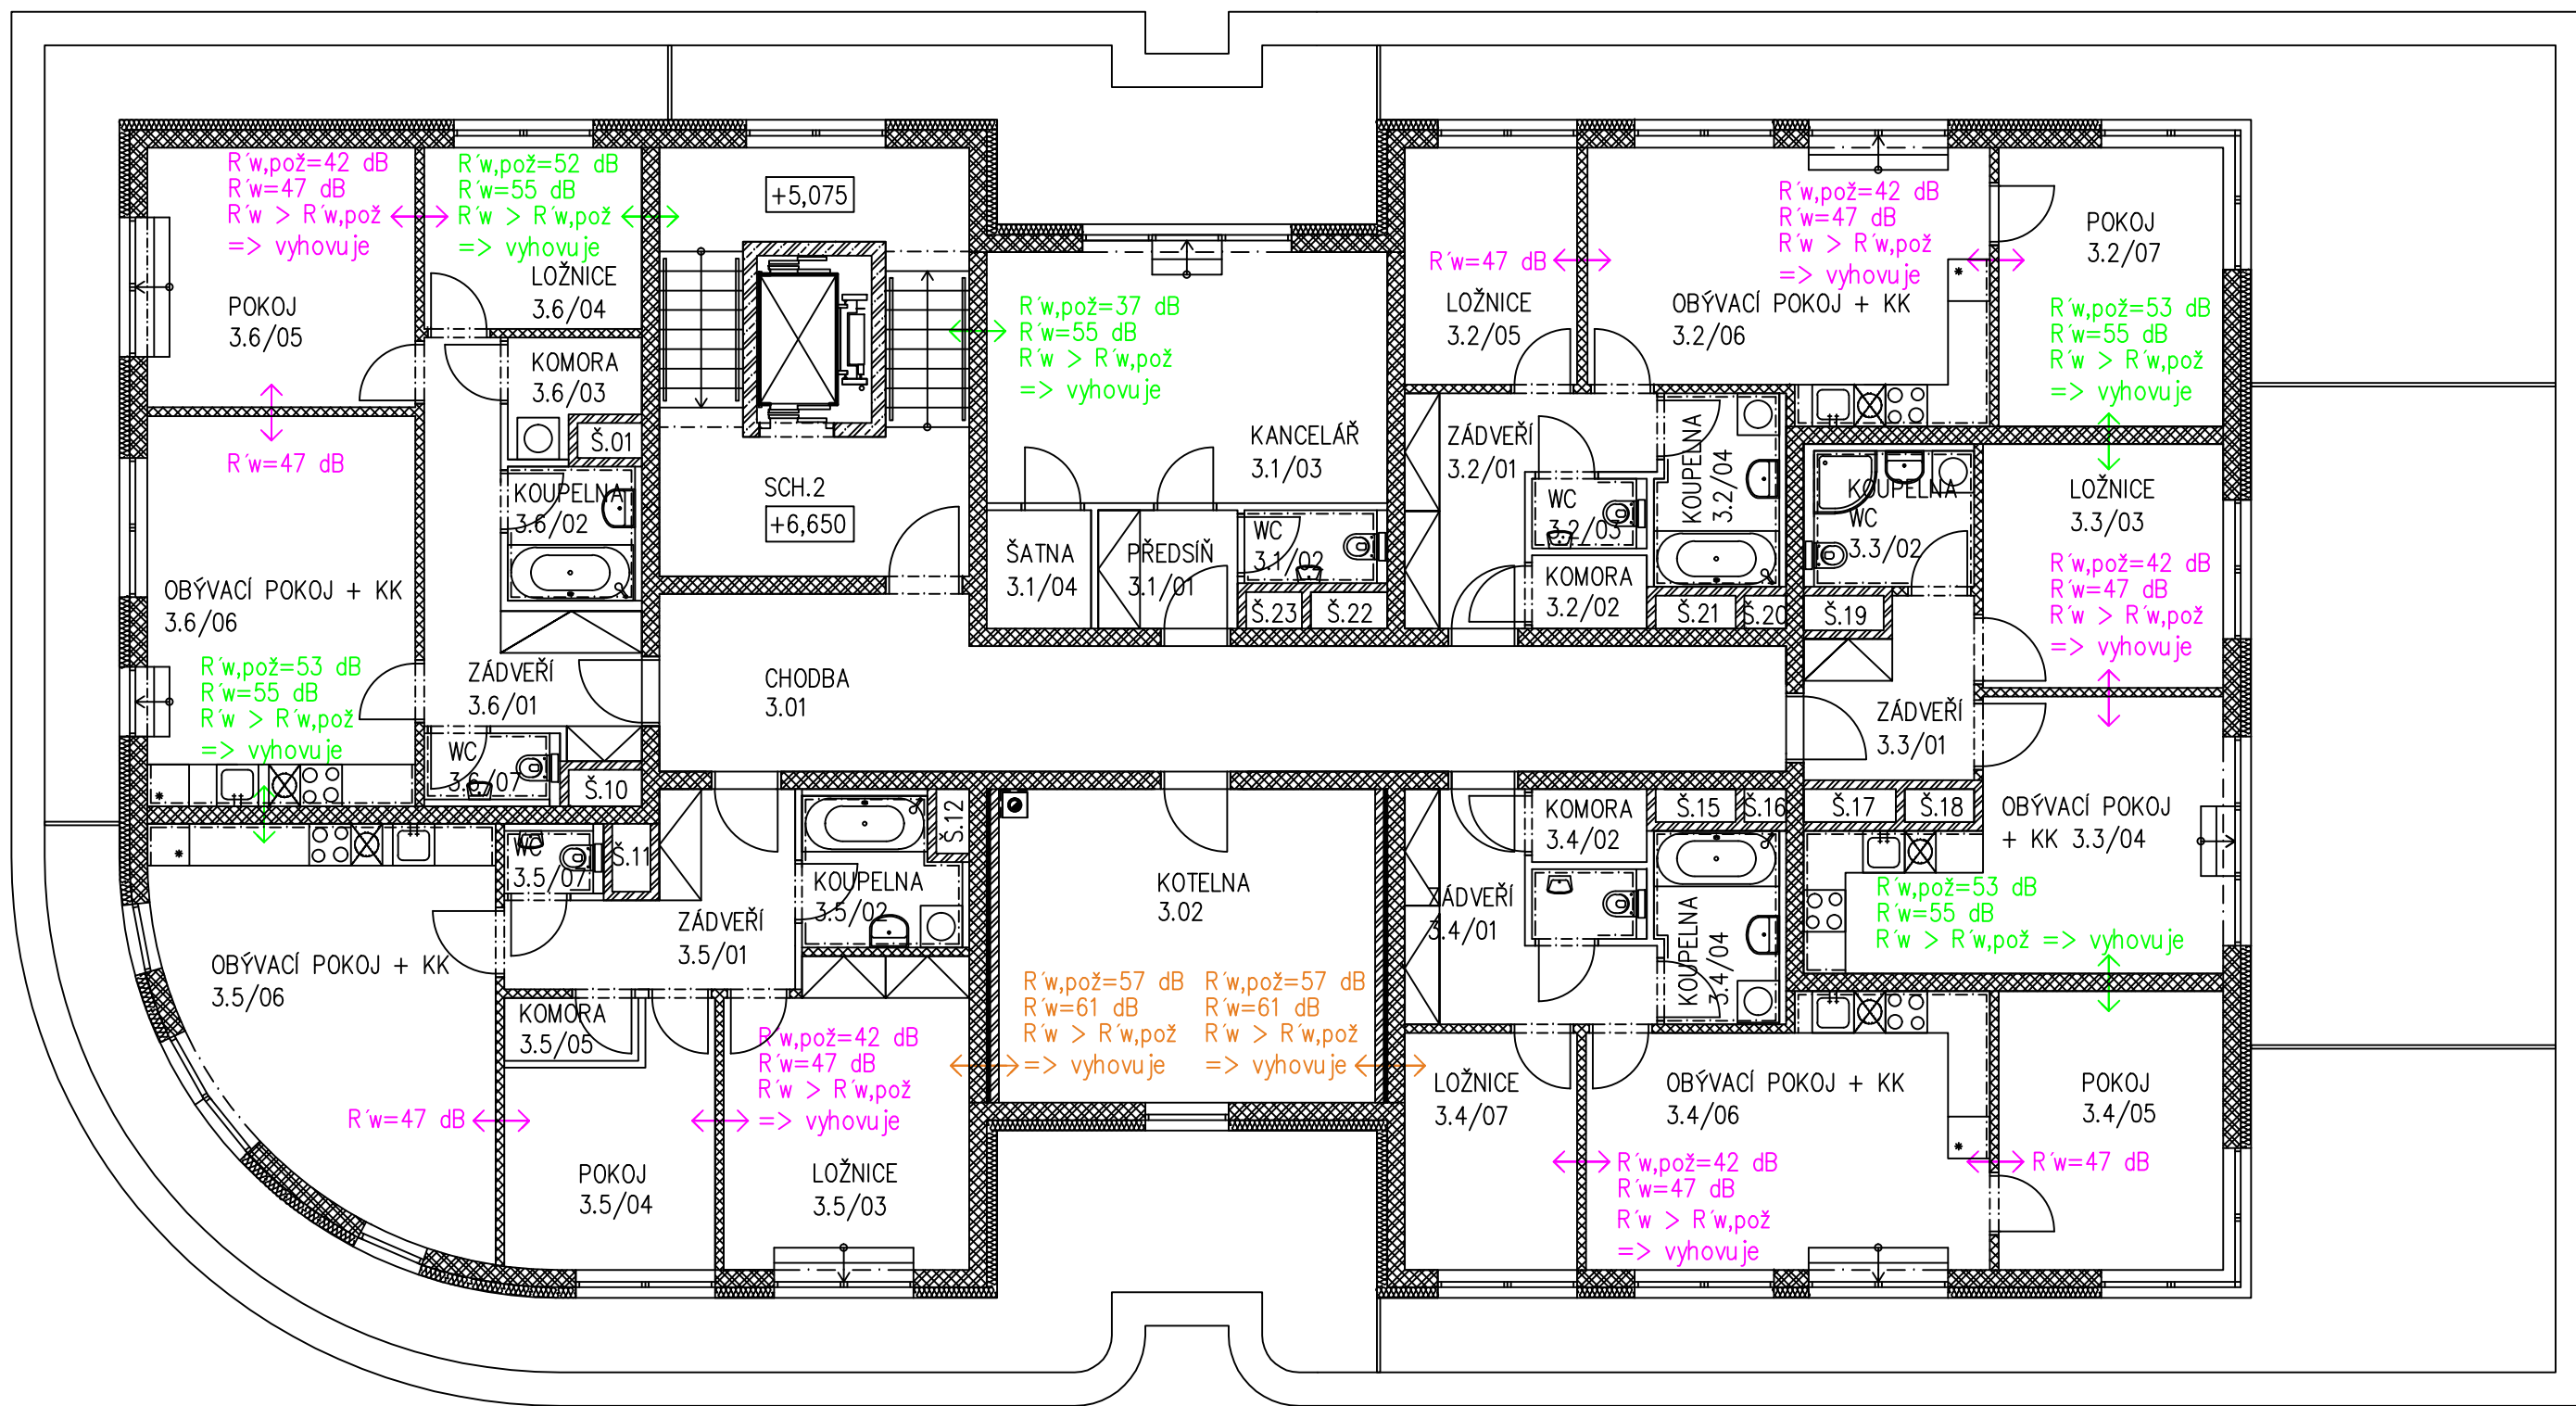 R´w,pož=42 dB
R´w=47 dB
R´w > R´w,pož
=> vyhovuje
POKOJ
3.6/05
R´w,pož=52 dB
R´w=55 dB
R´w > R´w,pož
=> vyhovuje
LOŽNICE
3.6/04
KOMORA
3.6/03
Š.01
R´w=47 dB
KOUPELNA
3.6/02
OBÝVACÍ POKOJ + KK
3.6/06
R´w,pož=53 dB
R´w=55 dB
R´w > R´w,pož
=> vyhovuje
ZÁDVEŘÍ
3.6/01
WC
3.6/07
Š.10
+5,075
SCH.2
+6,650
CHODBA
3.01
R´w,pož=37 dB
R´w=55 dB
R´w > R´w,pož
=> vyhovuje
KANCELÁŘ
3.1/03
ŠATNA
3.1/04
PŘEDSÍŇ
3.1/01
WC
3.1/02
Š.23
Š.22
R´w=47 dB
LOŽNICE
3.2/05
R´w,pož=42 dB
R´w=47 dB
R´w > R´w,pož
=> vyhovuje
OBÝVACÍ POKOJ + KK
3.2/06
POKOJ
3.2/07
R´w,pož=53 dB
R´w=55 dB
R´w > R´w,pož
=> vyhovuje
ZÁDVEŘÍ
3.2/01
WC
3.2/03
KOUPELNA
3.2/04
KOMORA
3.2/02
Š.21
Š.20
KOUPELNA
WC
3.3/02
Š.19
LOŽNICE
3.3/03
R´w,pož=42 dB
R´w=47 dB
R´w > R´w,pož
=> vyhovuje
ZÁDVEŘÍ
3.3/01
OBÝVACÍ POKOJ
+ KK 3.3/04
Š.17
Š.18
R´w,pož=53 dB
R´w=55 dB
R´w > R´w,pož => vyhovuje
WC
3.5/07
Š.11
OBÝVACÍ POKOJ + KK
3.5/06
ZÁDVEŘÍ
3.5/01
KOUPELNA
3.5/02
Š.12
KOMORA
3.5/05
R´w=47 dB
POKOJ
3.5/04
R´w,pož=42 dB
R´w=47 dB
R´w > R´w,pož
=> vyhovuje
LOŽNICE
3.5/03
KOTELNA
3.02
R´w,pož=57 dB
R´w=61 dB
R´w > R´w,pož
=> vyhovuje
R´w,pož=57 dB
R´w=61 dB
R´w > R´w,pož
=> vyhovuje
KOMORA
3.4/02
Š.15
Š.16
ZÁDVEŘÍ
3.4/01
KOUPELNA
3.4/04
LOŽNICE
3.4/07
OBÝVACÍ POKOJ + KK
3.4/06
R´w,pož=42 dB
R´w=47 dB
R´w > R´w,pož
=> vyhovuje
POKOJ
3.4/05
R´w=47 dB